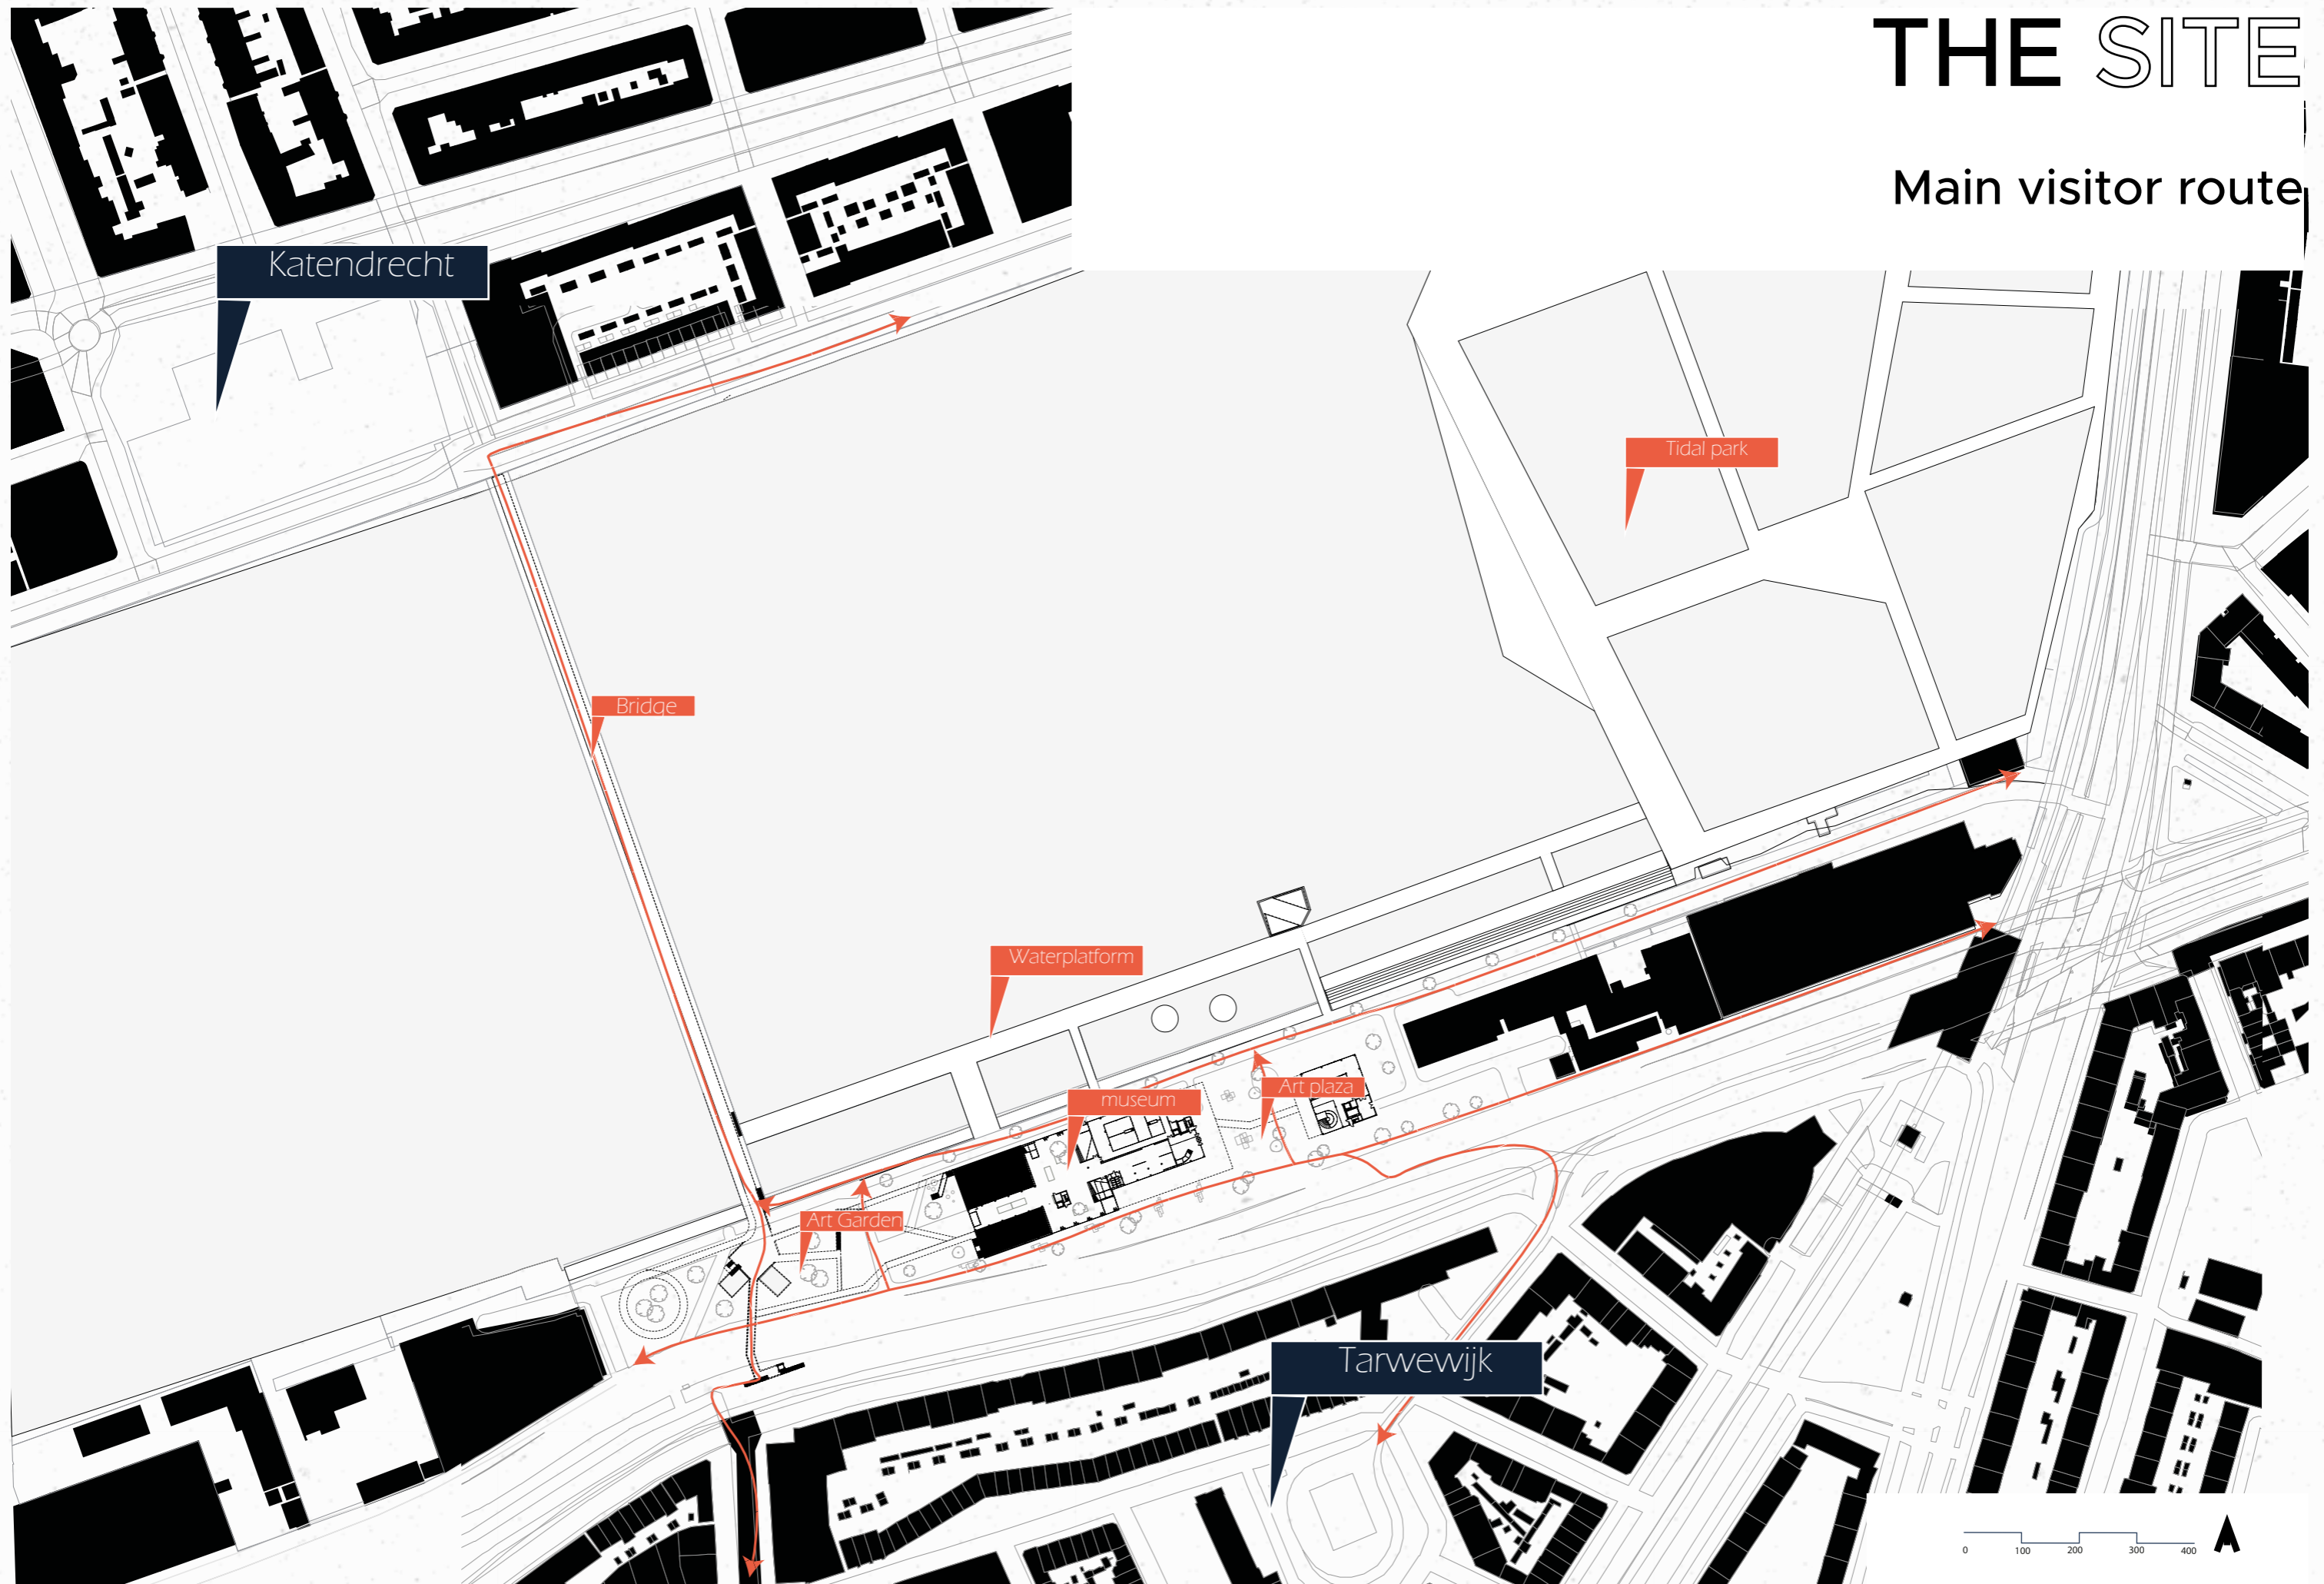 THE SITE
Main visitor route
Katendrecht
Tidal park
Bridge
Waterplatform
Art plaza
museum
Art Garden
Tarwewijk
0 100 200 300 400